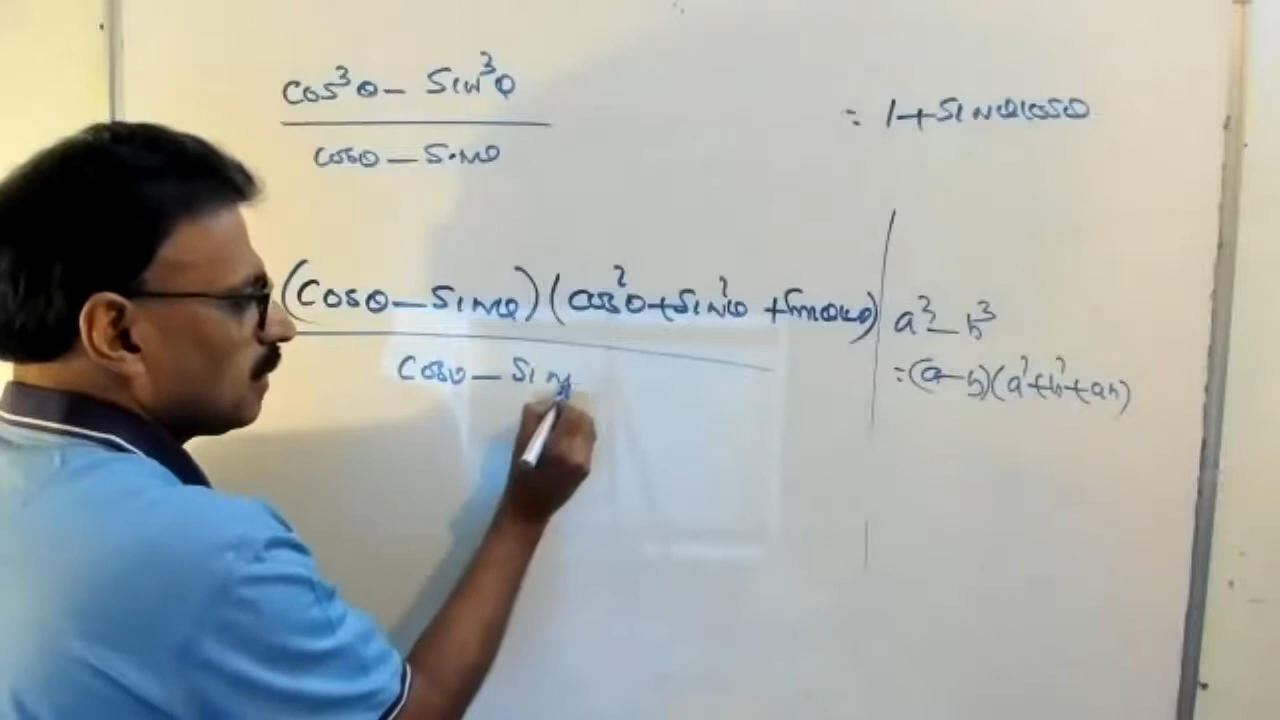 cos³θ - sin³θ
cosθ - sinθ
= 1 + sinθcosθ
(cosθ - sinθ)(cos²θ + sin²θ + sinθcosθ)
cosθ - sin
a³ - b³
= (a - b)(a² + b² + ab)